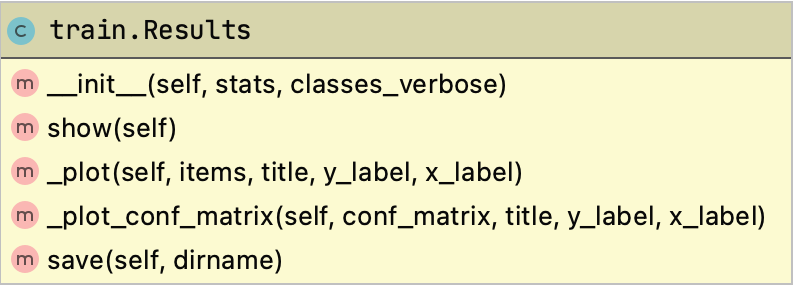 c train.Results
m __init__(self, stats, classes_verbose)
m show(self)
m _plot(self, items, title, y_label, x_label)
m _plot_conf_matrix(self, conf_matrix, title, y_label, x_label)
m save(self, dirname)